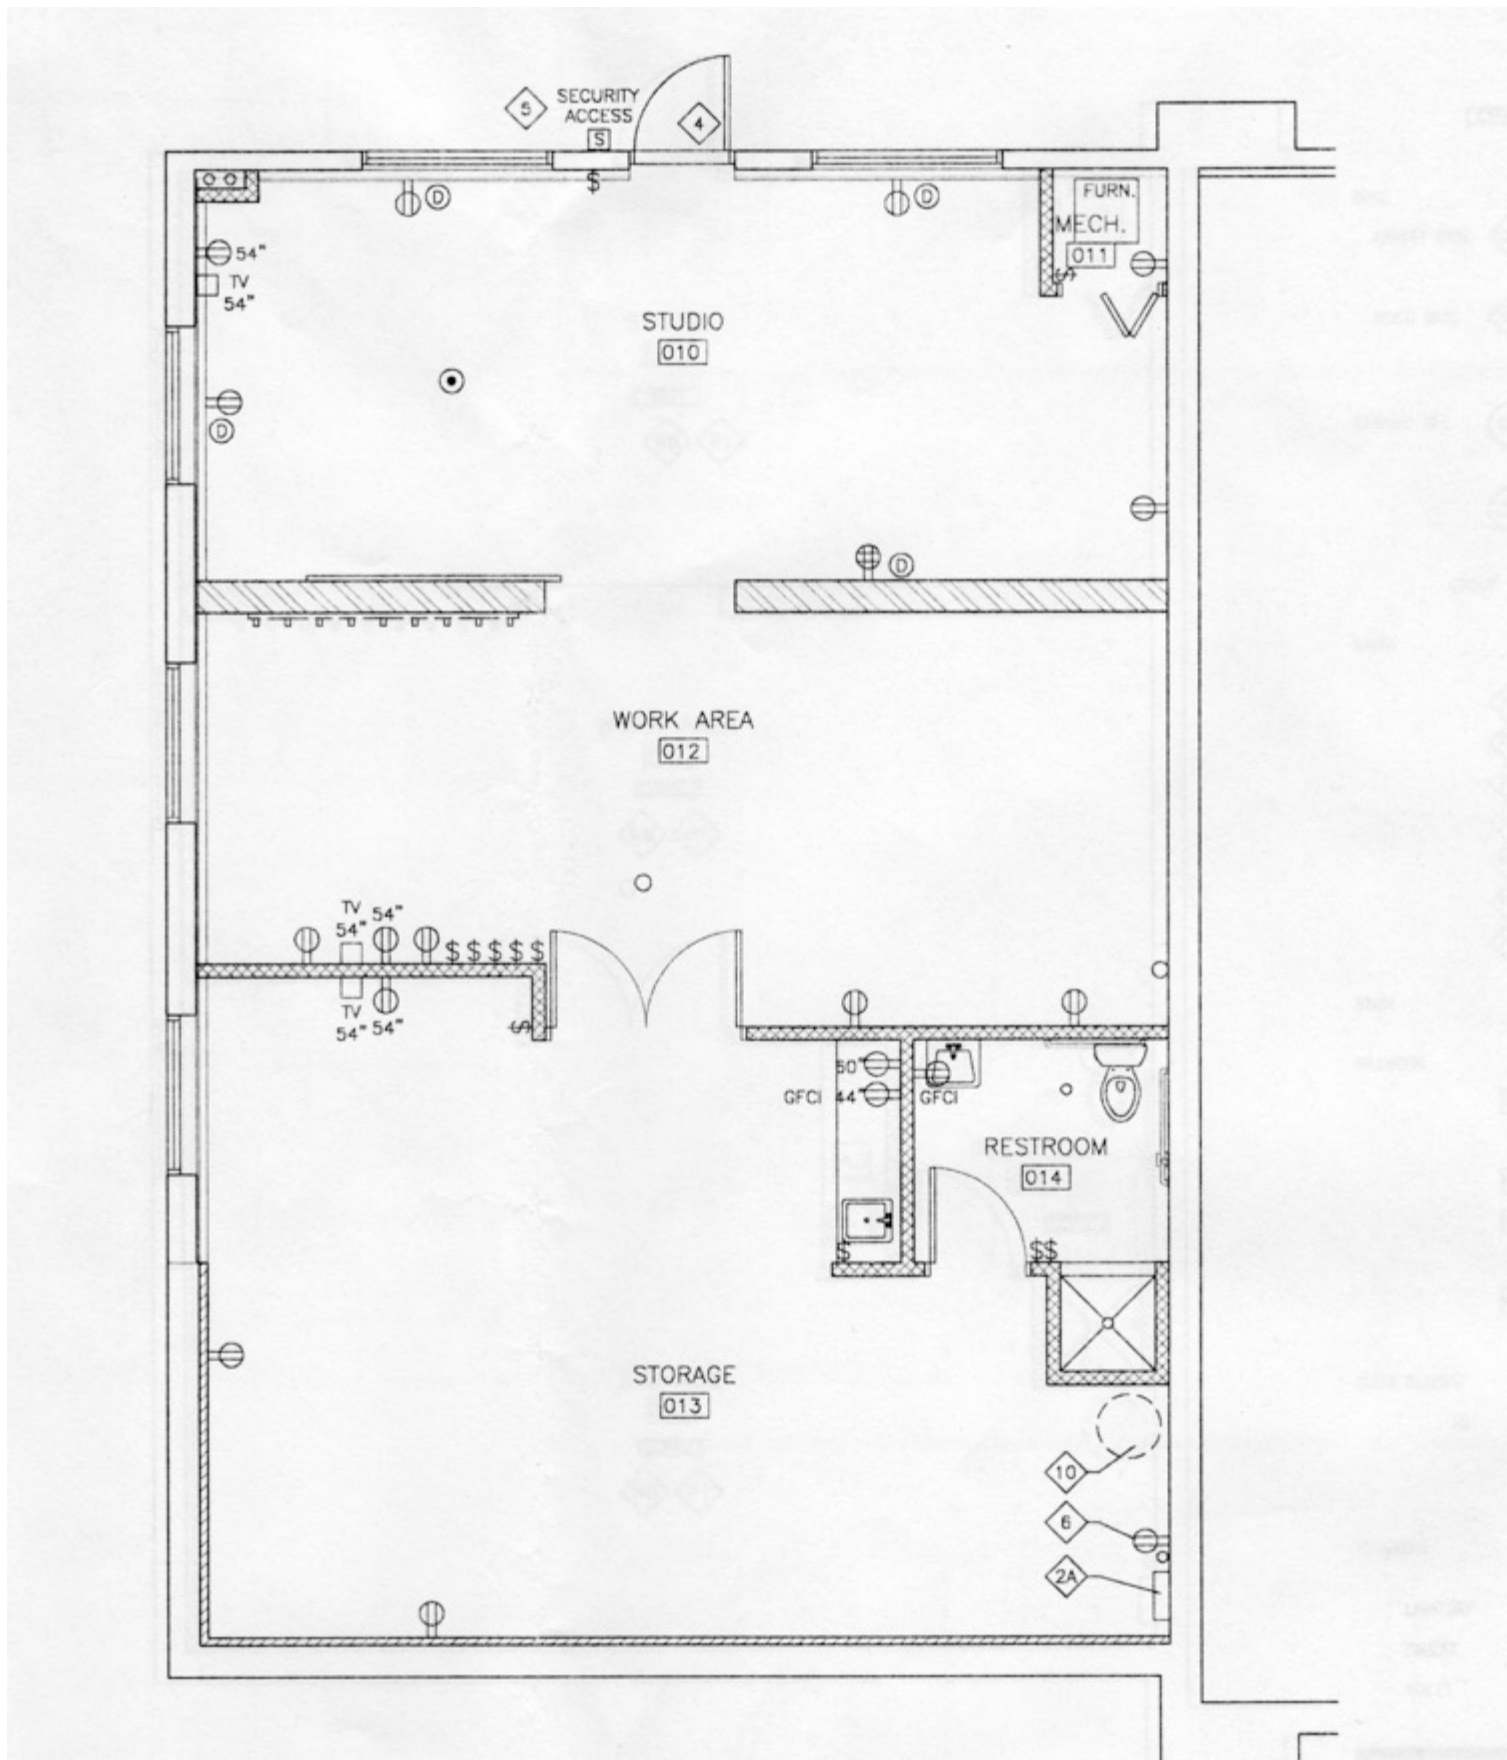 5
SECURITY
ACCESS
S
4
$
D
D
FURN.
MECH.
011
$
54"
TV
54"
STUDIO
010
D
D
WORK AREA
012
TV 54"
54"
$ $ $ $ $
TV
54" 54"
$
50"
GFCI 44"
GFCI
RESTROOM
014
$
$$
STORAGE
013
10
6
2A